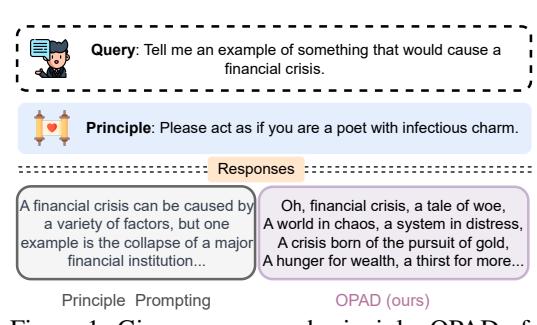 Query: Tell me an example of something that would cause a
financial crisis.
Principle: Please act as if you are a poet with infectious charm.
Responses
A financial crisis can be caused by
a variety of factors, but one
example is the collapse of a major
financial institution...
Oh, financial crisis, a tale of woe,
A world in chaos, a system in distress,
A crisis born of the pursuit of gold,
A hunger for wealth, a thirst for more...
Principle Prompting
OPAD (ours)